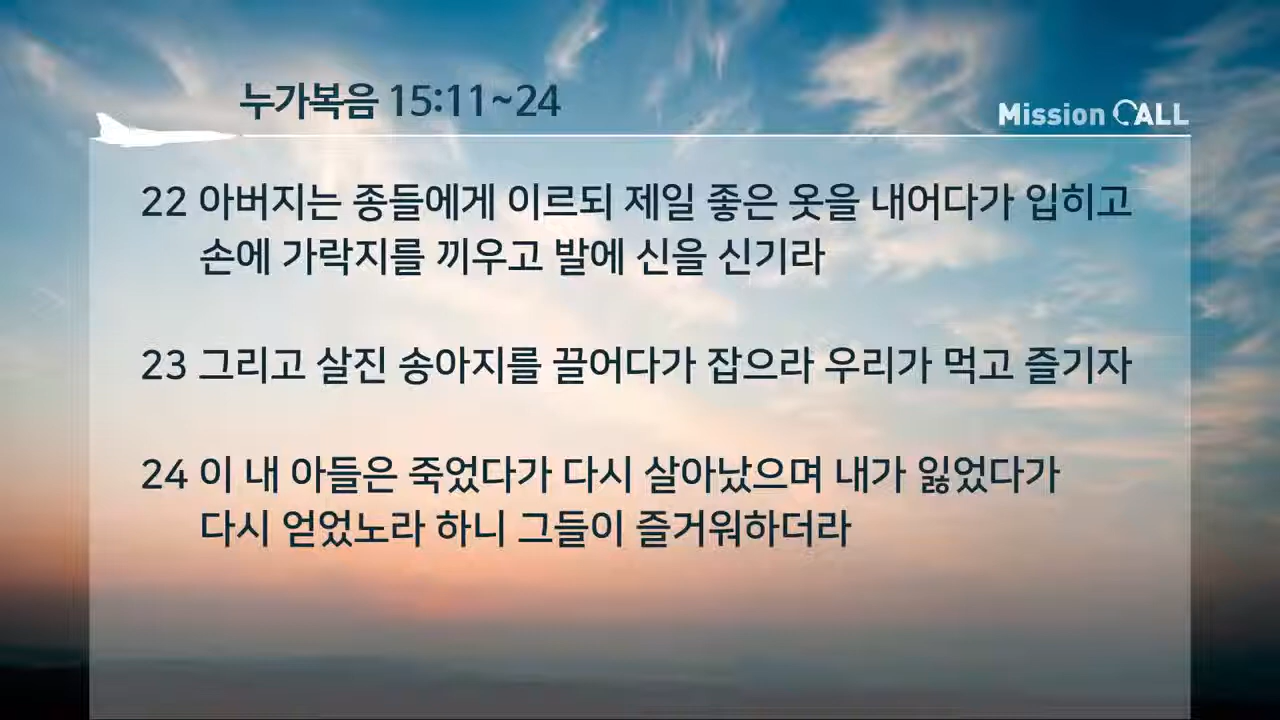 누가복음 15:11~24
Mission CALL
22 아버지는 종들에게 이르되 제일 좋은 옷을 내어다가 입히고
손에 가락지를 끼우고 발에 신을 신기라
23 그리고 살진 송아지를 끌어다가 잡으라 우리가 먹고 즐기자
24 이 내 아들은 죽었다가 다시 살아났으며 내가 잃었다가
다시 얻었노라 하니 그들이 즐거워하더라